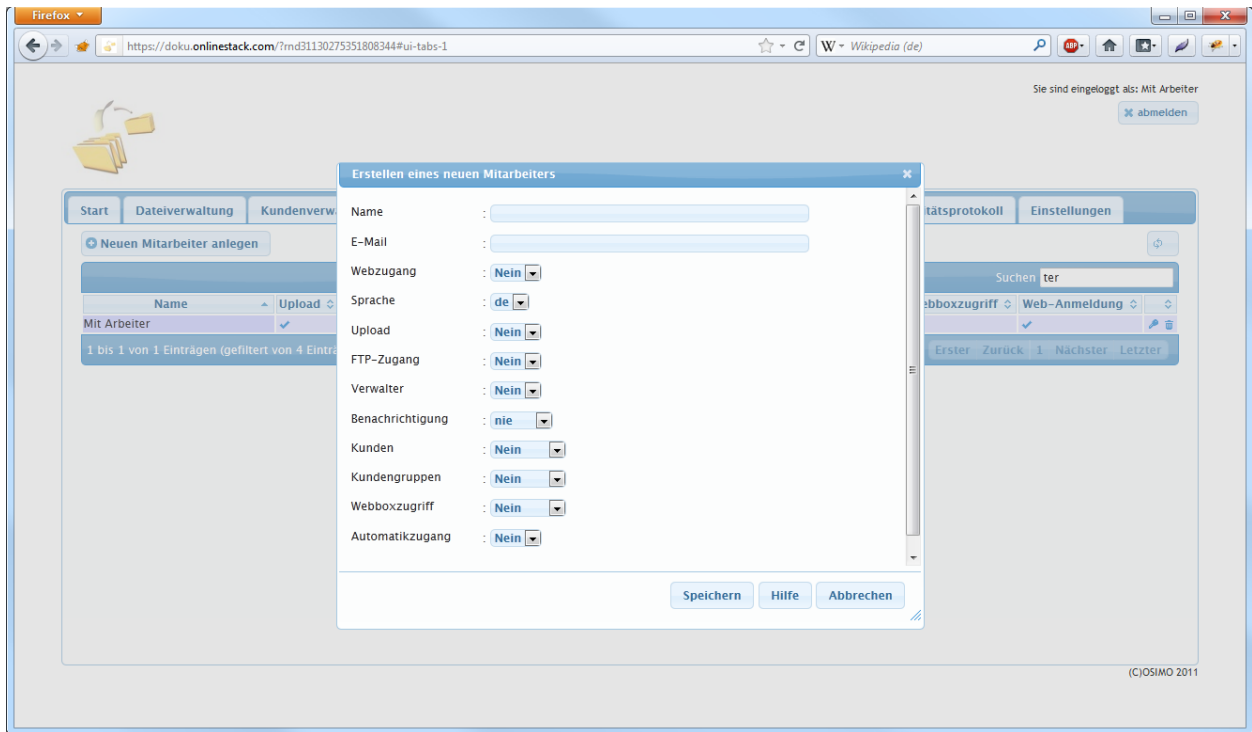 Firefox
https://doku.onlinestack.com/?rnd31130275351808344#ui-tabs-1
W Wikipedia (de)
ABP
Sie sind eingeloggt als: Mit Arbeiter
abmelden
Erstellen eines neuen Mitarbeiters
Start Dateiverwaltung Kundenverw tätsprotokoll Einstellungen
Neuen Mitarbeiter anlegen
Suchen ter
Name Upload ebboxzugriff Web-Anmeldung
Mit Arbeiter
1 bis 1 von 1 Einträgen (gefiltert von 4 Einträ Erster Zurück 1 Nächster Letzter
Name :
E-Mail :
Webzugang : Nein
Sprache : de
Upload : Nein
FTP-Zugang : Nein
Verwalter : Nein
Benachrichtigung : nie
Kunden : Nein
Kundengruppen : Nein
Webboxzugriff : Nein
Automatikzugang : Nein
Speichern Hilfe Abbrechen
(C)OSIMO 2011